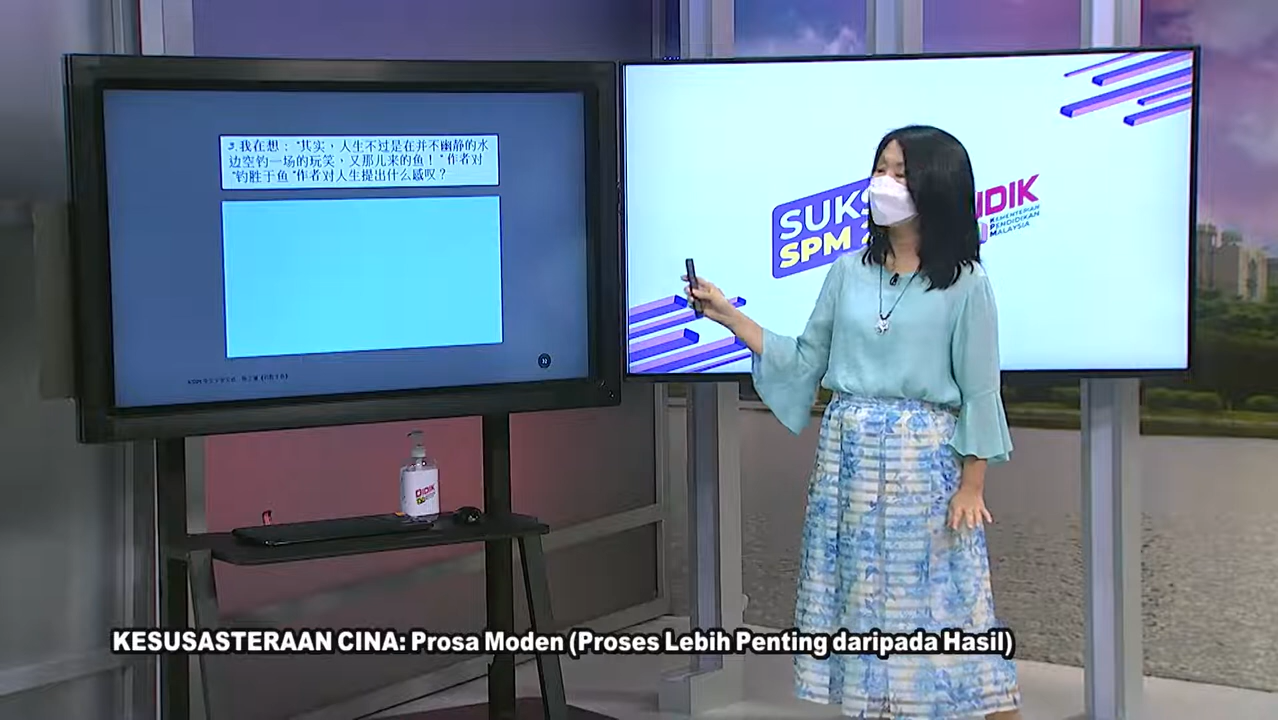 3.我在想："其实，人生不过是在并不幽静的水
边空钓一场的玩笑，又那儿来的鱼！"作者对
"钓胜于鱼"作者对人生提出什么感叹？
32
SUKS
SPM 2
DIDIK
KEMENTERIAN
PENDIDIKAN
MALAYSIA
DIDIK
KESUSASTERAAN CINA: Prosa Moden (Proses Lebih Penting daripada Hasil)